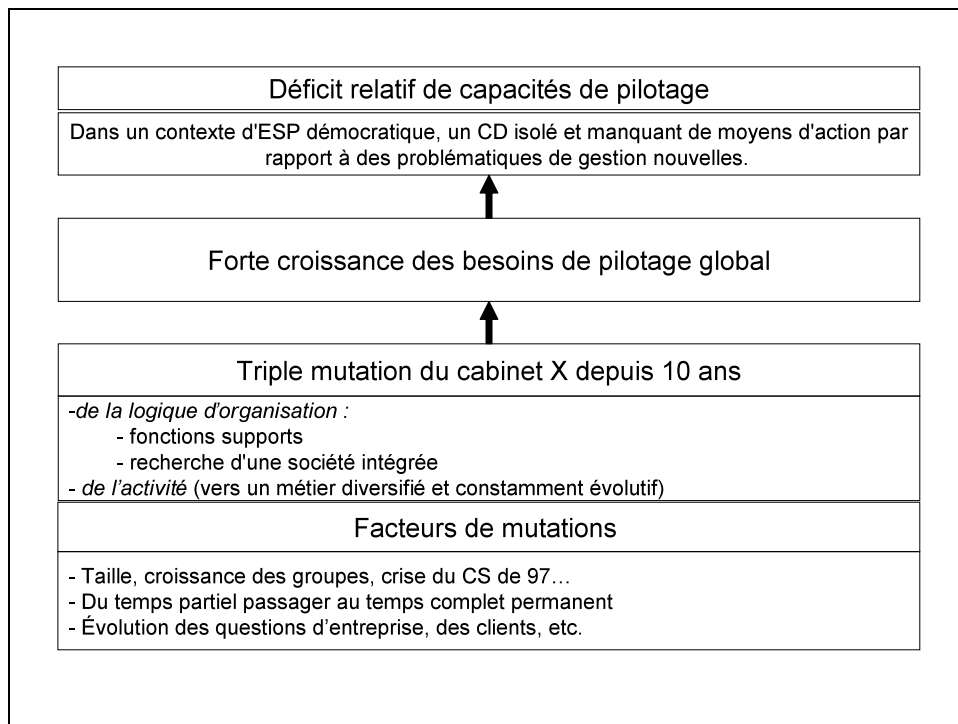 Déficit relatif de capacités de pilotage
Dans un contexte d'ESP démocratique, un CD isolé et manquant de moyens d'action par
rapport à des problématiques de gestion nouvelles.
Forte croissance des besoins de pilotage global
Triple mutation du cabinet X depuis 10 ans
-de la logique d'organisation :
- fonctions supports
- recherche d'une société intégrée
- de l'activité (vers un métier diversifié et constamment évolutif)
Facteurs de mutations
- Taille, croissance des groupes, crise du CS de 97…
- Du temps partiel passager au temps complet permanent
- Évolution des questions d'entreprise, des clients, etc.